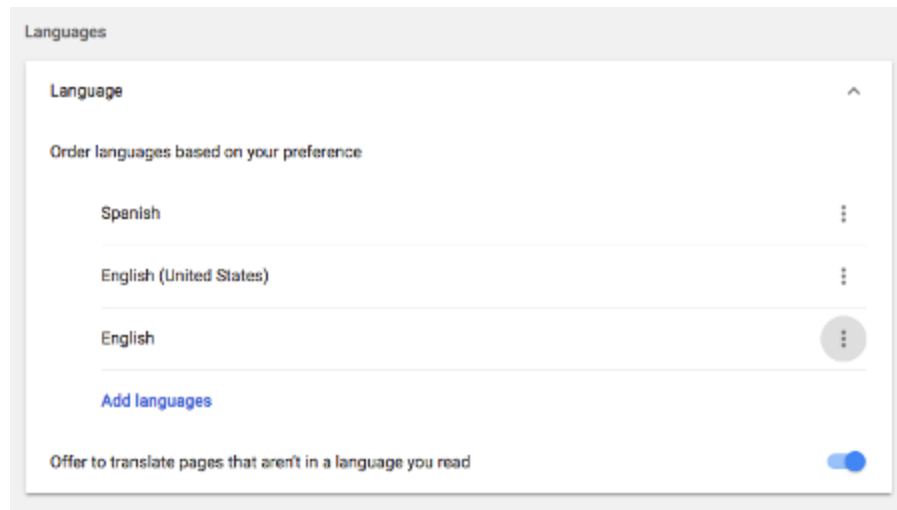 Languages
Language
Order languages based on your preference
Spanish
English (United States)
English
Add languages
Offer to translate pages that aren't in a language you read